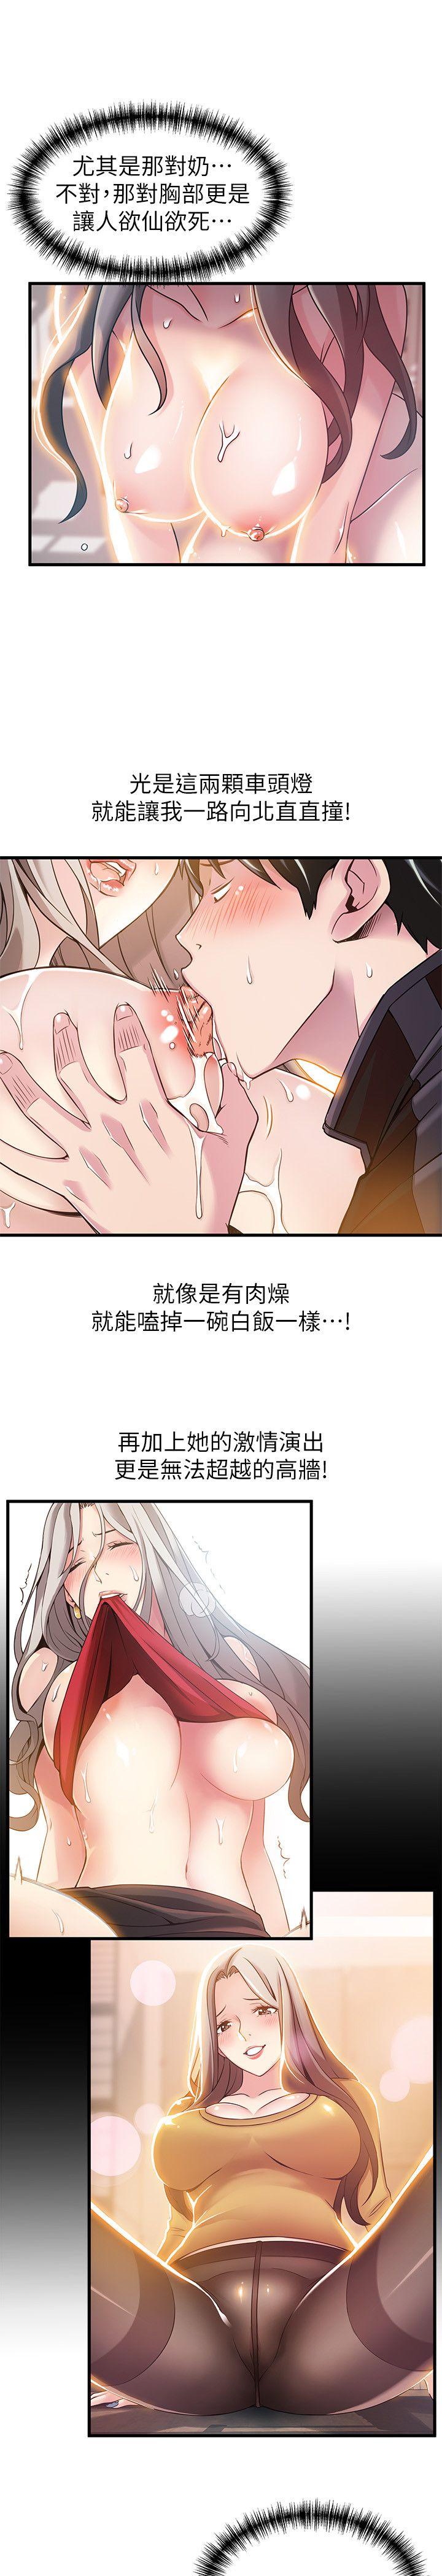 尤其是那對奶⋯
不對，那對胸部更是
讓人欲仙欲死⋯
光是這兩顆車頭燈
就能讓我一路向北直直撞！
就像是有肉燥
就能嗑掉一碗白飯一樣⋯！
再加上她的激情演出
更是無法超越的高牆！